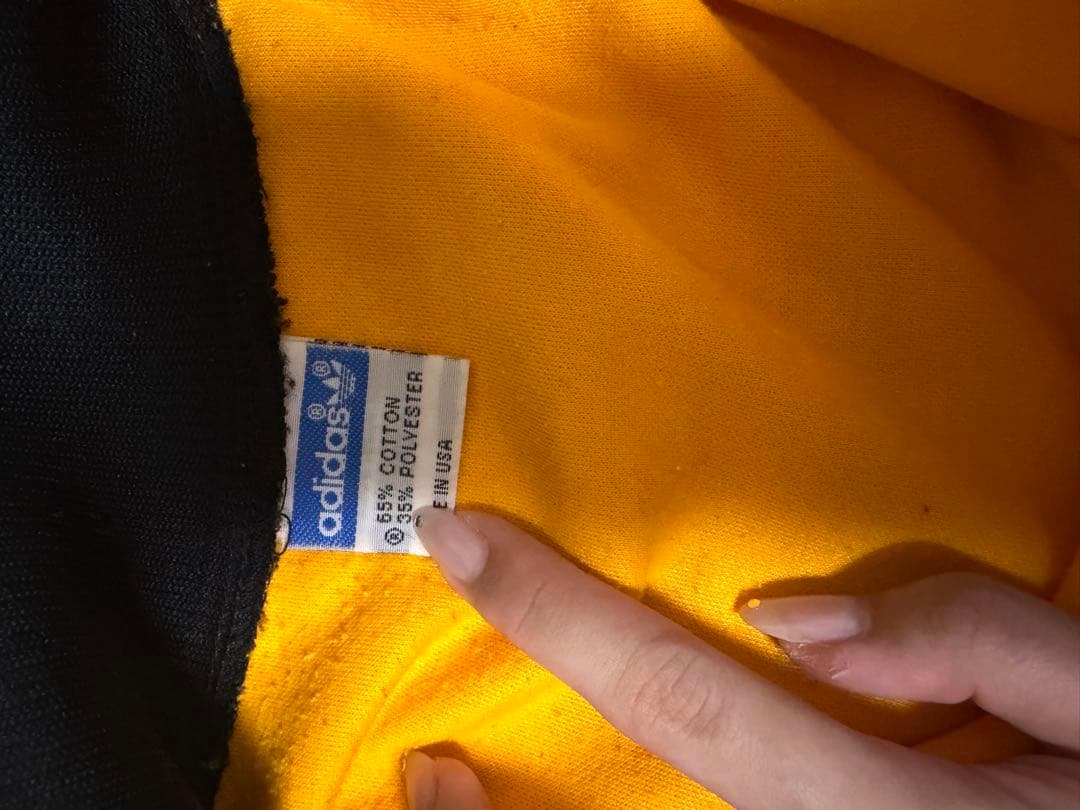 adidas®
®
® 65% COTTON
35% POLYESTER
E IN USA